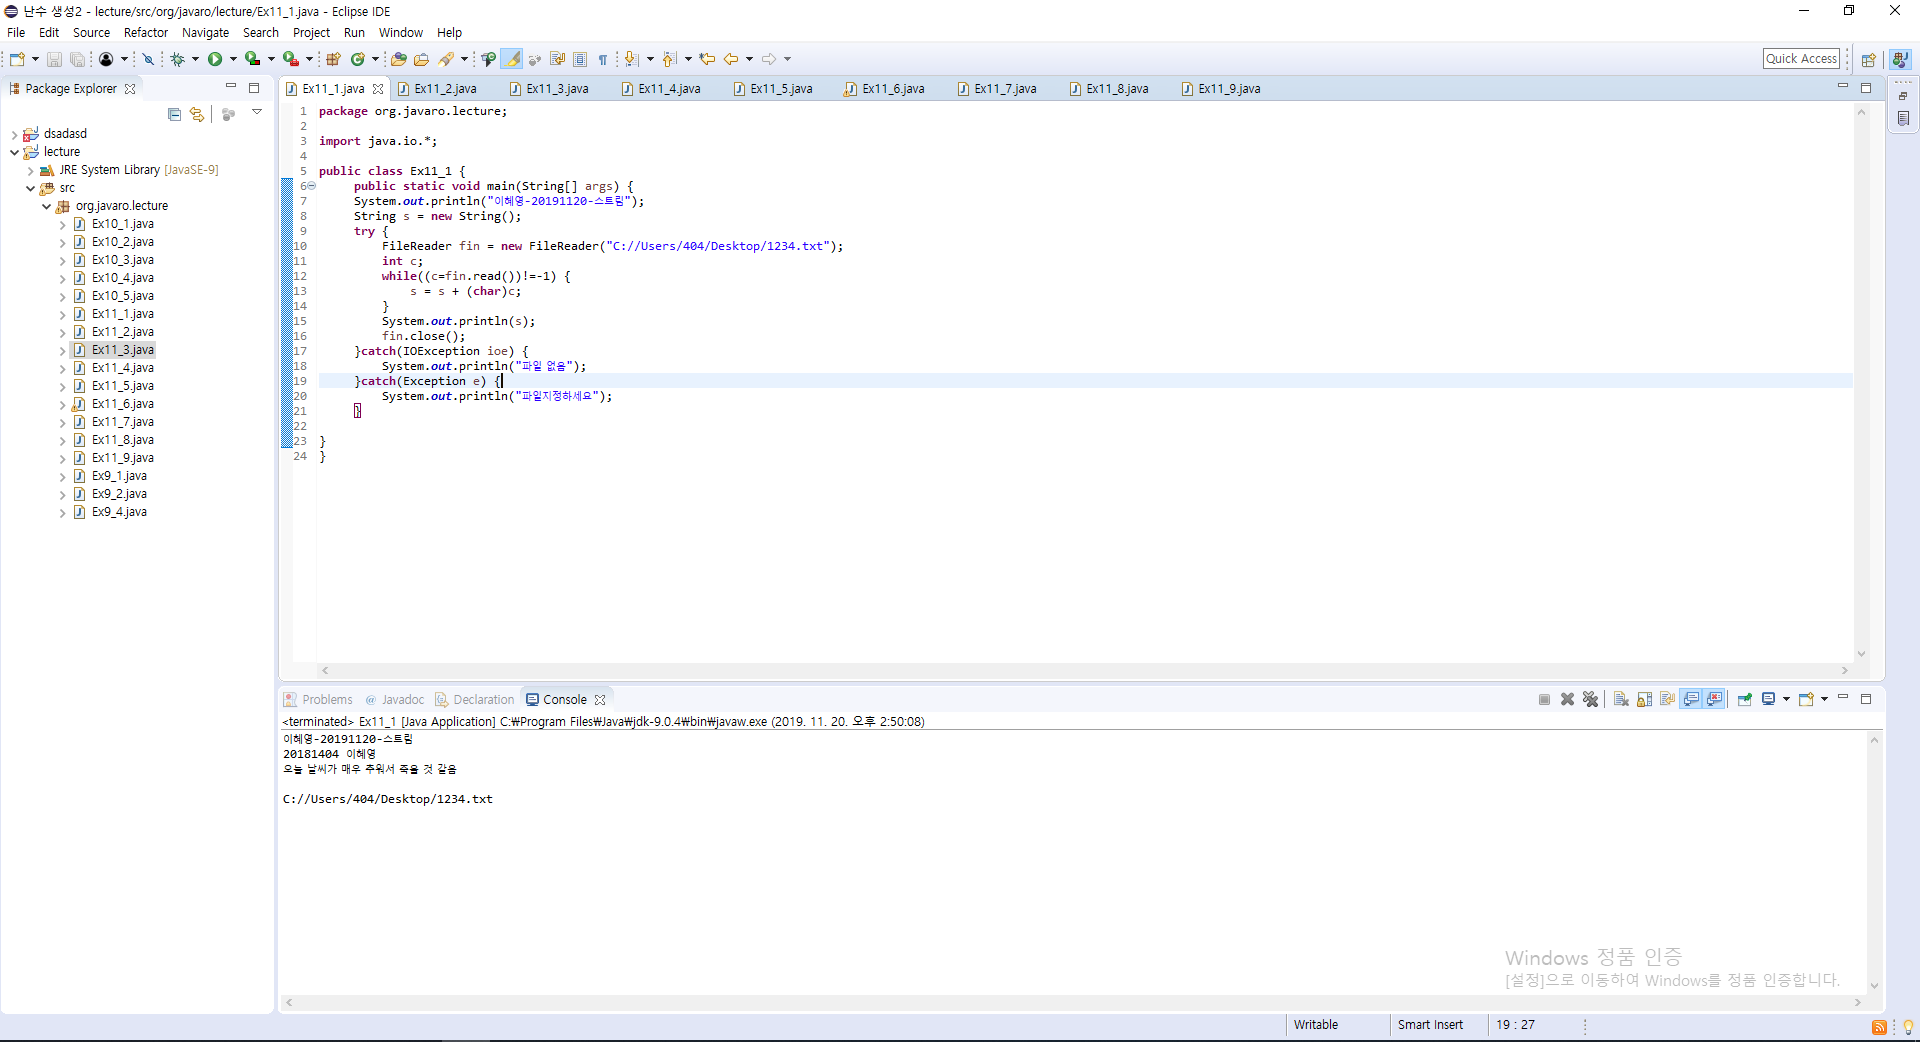 난수 생성2 - lecture/src/org/javaro/lecture/Ex11_1.java - Eclipse IDE
File Edit Source Refactor Navigate Search Project Run Window Help
Quick Access
Package Explorer
Ex11_1.java Ex11_2.java Ex11_3.java Ex11_4.java Ex11_5.java Ex11_6.java Ex11_7.java Ex11_8.java Ex11_9.java
dsadasd
lecture
JRE System Library [JavaSE-9]
src
org.javaro.lecture
Ex10_1.java
Ex10_2.java
Ex10_3.java
Ex10_4.java
Ex10_5.java
Ex11_1.java
Ex11_2.java
Ex11_3.java
Ex11_4.java
Ex11_5.java
Ex11_6.java
Ex11_7.java
Ex11_8.java
Ex11_9.java
Ex9_1.java
Ex9_2.java
Ex9_4.java
1 package org.javaro.lecture;
2
3 import java.io.*;
4
5 public class Ex11_1 {
6 public static void main(String[] args) {
7 System.out.println("이혜영-20191120-스트림");
8 String s = new String();
9 try {
10 FileReader fin = new FileReader("C://Users/404/Desktop/1234.txt");
11 int c;
12 while((c=fin.read())!=-1) {
13 s = s + (char)c;
14 }
15 System.out.println(s);
16 fin.close();
17 }catch(IOException ioe) {
18 System.out.println("파일 없음");
19 }catch(Exception e) {
20 System.out.println("파일지정하세요");
21 }
22
23 }
24 }
Problems Javadoc Declaration Console
<terminated> Ex11_1 [Java Application] C:₩Program Files₩Java₩jdk-9.0.4₩bin₩javaw.exe (2019. 11. 20. 오후 2:50:08)
이혜영-20191120-스트림
20181404 이혜영
오늘 날씨가 매우 추워서 죽을 것 같음
C://Users/404/Desktop/1234.txt
Windows 정품 인증
[설정]으로 이동하여 Windows를 정품 인증합니다.
Writable Smart Insert 19 : 27